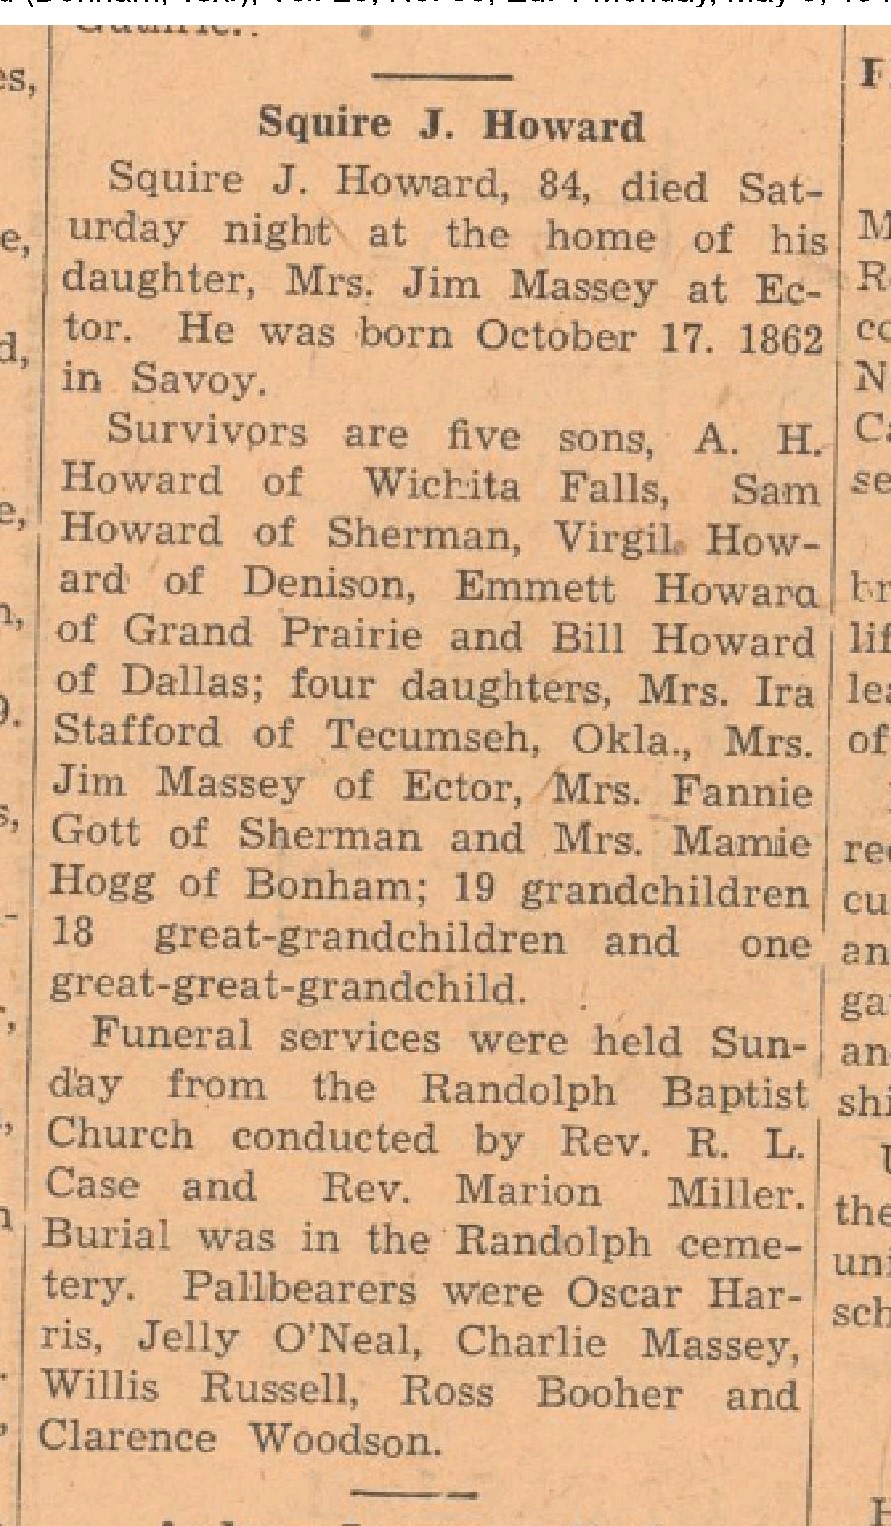 Squire J. Howard
Squire J. Howard, 84, died Sat-
urday night at the home of his
daughter, Mrs. Jim Massey at Ec-
tor. He was born October 17. 1862
in Savoy.
Survivors are five sons, A. H.
Howard of Wichita Falls, Sam
Howard of Sherman, Virgil How-
ard of Denison, Emmett Howard
of Grand Prairie and Bill Howard
of Dallas; four daughters, Mrs. Ira
Stafford of Tecumseh, Okla., Mrs.
Jim Massey of Ector, Mrs. Fannie
Gott of Sherman and Mrs. Mamie
Hogg of Bonham; 19 grandchildren
18 great-grandchildren and one
great-great-grandchild.
Funeral services were held Sun-
day from the Randolph Baptist
Church conducted by Rev. R. L.
Case and Rev. Marion Miller.
Burial was in the Randolph ceme-
tery. Pallbearers were Oscar Har-
ris, Jelly O'Neal, Charlie Massey,
Willis Russell, Ross Booher and
Clarence Woodson.